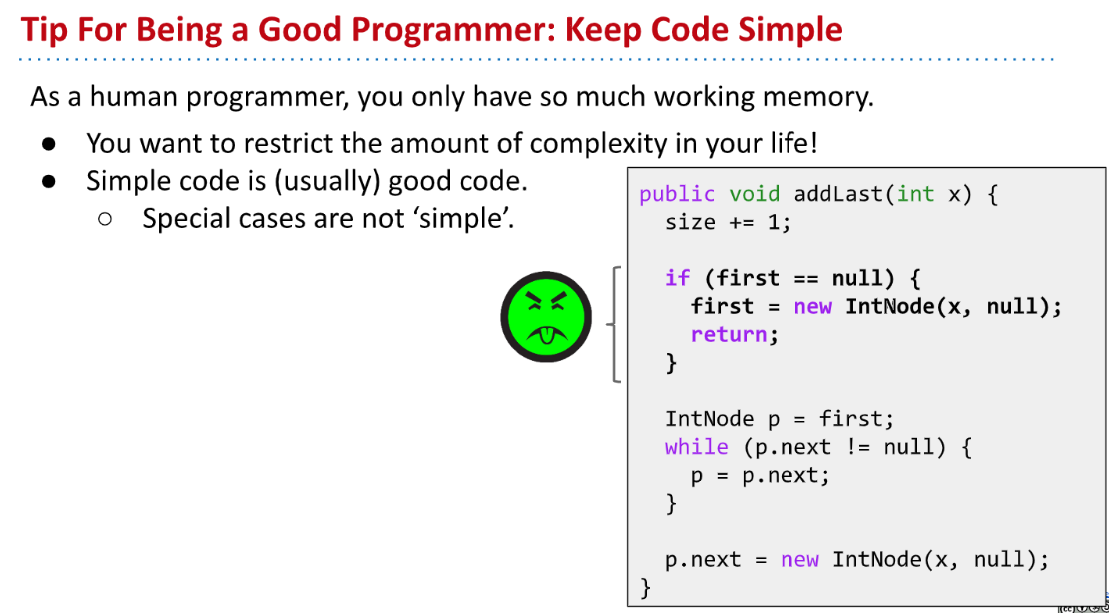 Tip For Being a Good Programmer: Keep Code Simple
As a human programmer, you only have so much working memory.
● You want to restrict the amount of complexity in your life!
● Simple code is (usually) good code.
○ Special cases are not ‘simple’.
public void addLast(int x) {
  size += 1;

  if (first == null) {
    first = new IntNode(x, null);
    return;
  }

  IntNode p = first;
  while (p.next != null) {
    p = p.next;
  }

  p.next = new IntNode(x, null);
}